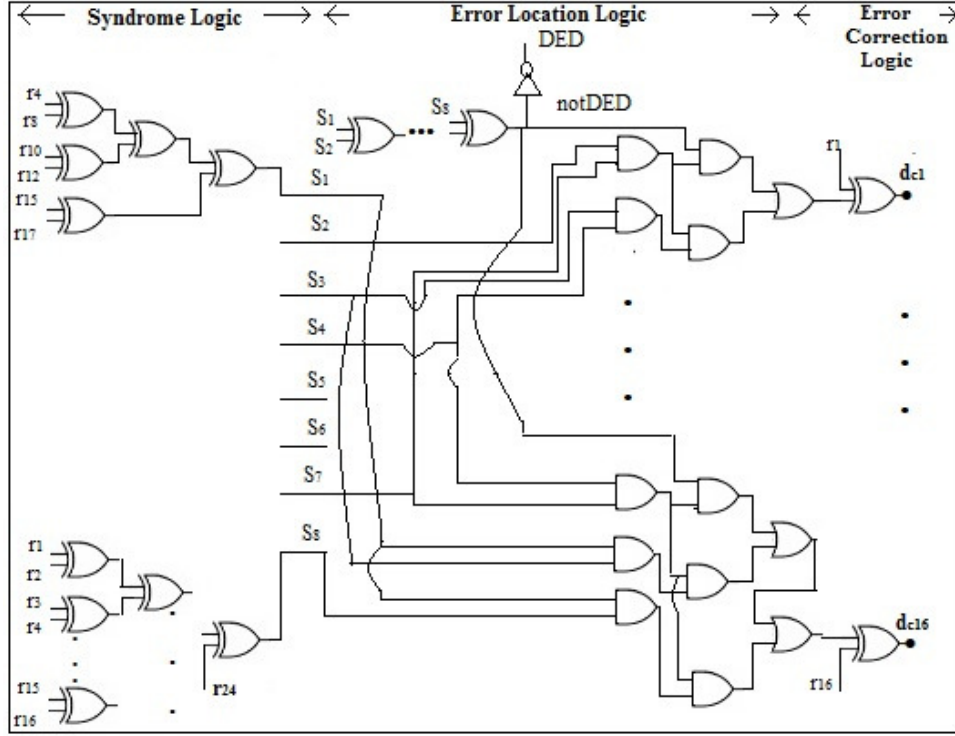 Syndrome Logic
Error Location Logic
Error Correction Logic
DED
notDED
r4
r8
r10
r12
r15
r17
S1
S2
S8
r1
dc1
S1
S2
S3
S4
S5
S6
S7
S8
r1
r2
r3
r4
r15
r16
r24
dc16
r16